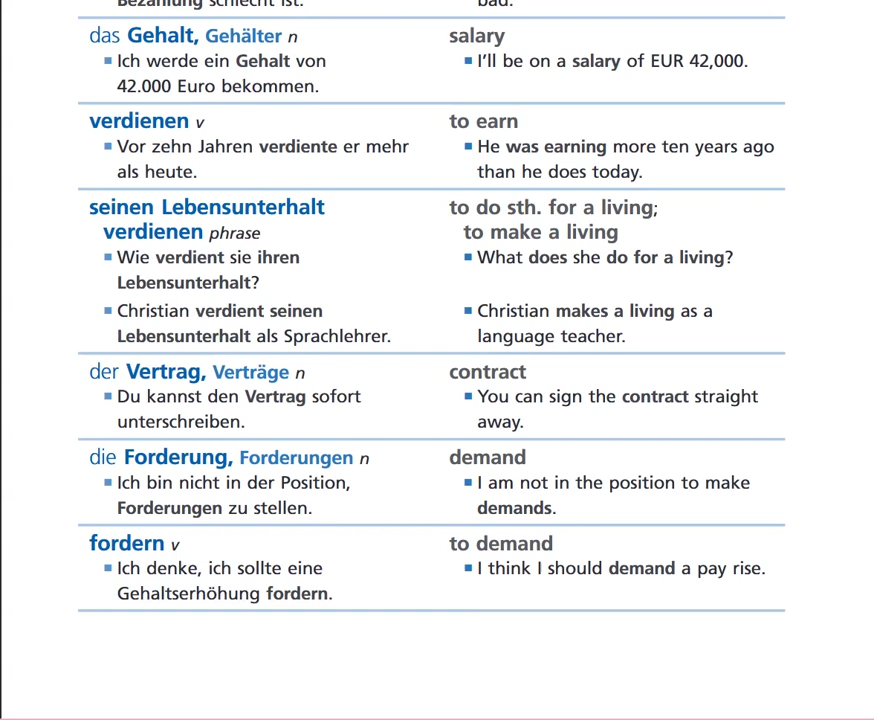 Bezahlung schlecht ist.
bad.
das Gehalt, Gehälter n
salary
▪ Ich werde ein Gehalt von
42.000 Euro bekommen.
▪ I’ll be on a salary of EUR 42,000.
verdienen v
to earn
▪ Vor zehn Jahren verdiente er mehr
als heute.
▪ He was earning more ten years ago
than he does today.
seinen Lebensunterhalt
verdienen phrase
to do sth. for a living;
to make a living
▪ Wie verdient sie ihren
Lebensunterhalt?
▪ What does she do for a living?
▪ Christian verdient seinen
Lebensunterhalt als Sprachlehrer.
▪ Christian makes a living as a
language teacher.
der Vertrag, Verträge n
contract
▪ Du kannst den Vertrag sofort
unterschreiben.
▪ You can sign the contract straight
away.
die Forderung, Forderungen n
demand
▪ Ich bin nicht in der Position,
Forderungen zu stellen.
▪ I am not in the position to make
demands.
fordern v
to demand
▪ Ich denke, ich sollte eine
Gehaltserhöhung fordern.
▪ I think I should demand a pay rise.